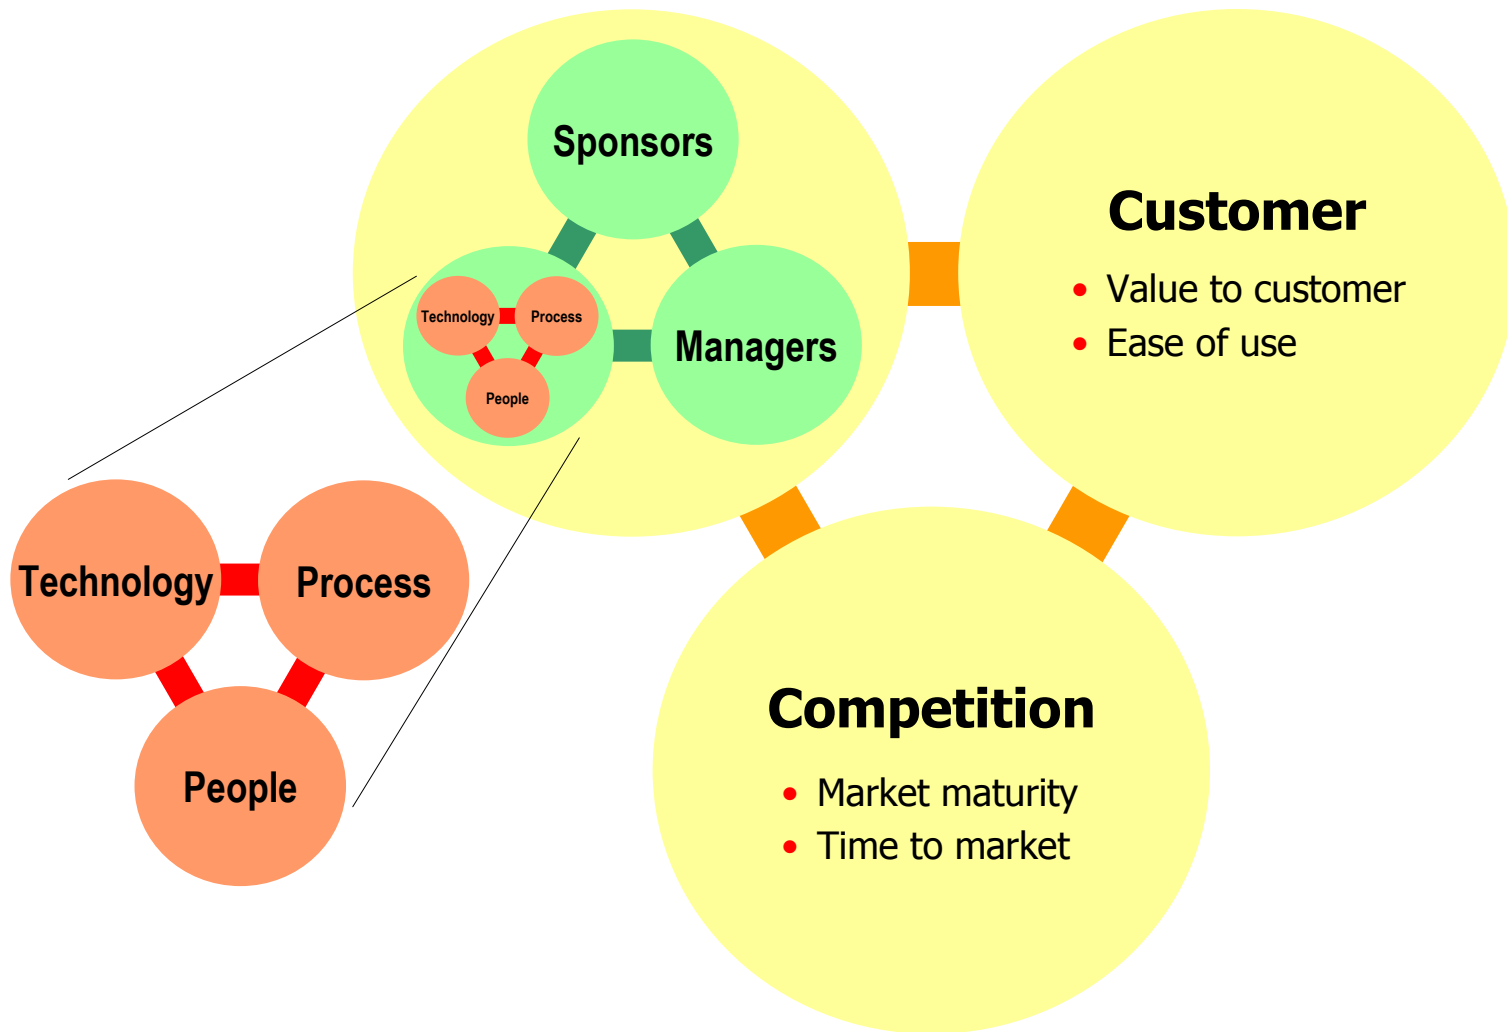 Sponsors
Customer
• Value to customer
• Ease of use
Technology
Process
Managers
People
Technology
Process
People
Competition
• Market maturity
• Time to market